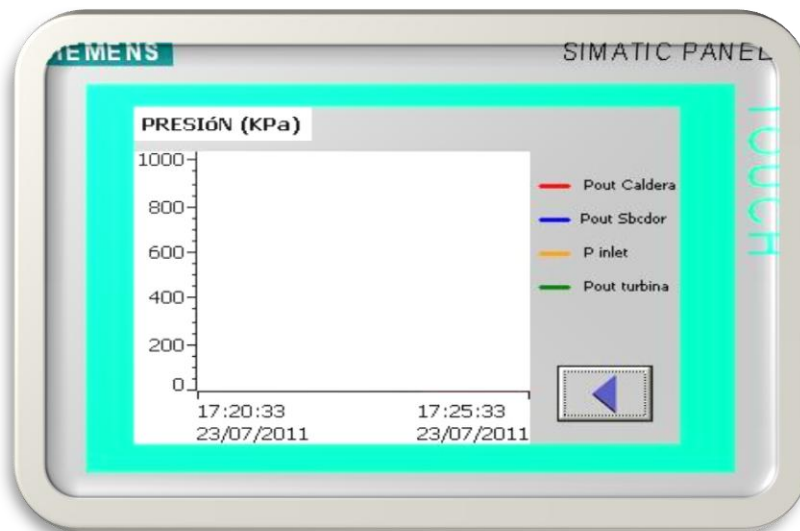 SIEMENS
SIMATIC PANEL
TOUCH
PRESIóN (KPa)
1000
800
600
400
200
0
17:20:33
23/07/2011
17:25:33
23/07/2011
Pout Caldera
Pout Sbcdor
P inlet
Pout turbina